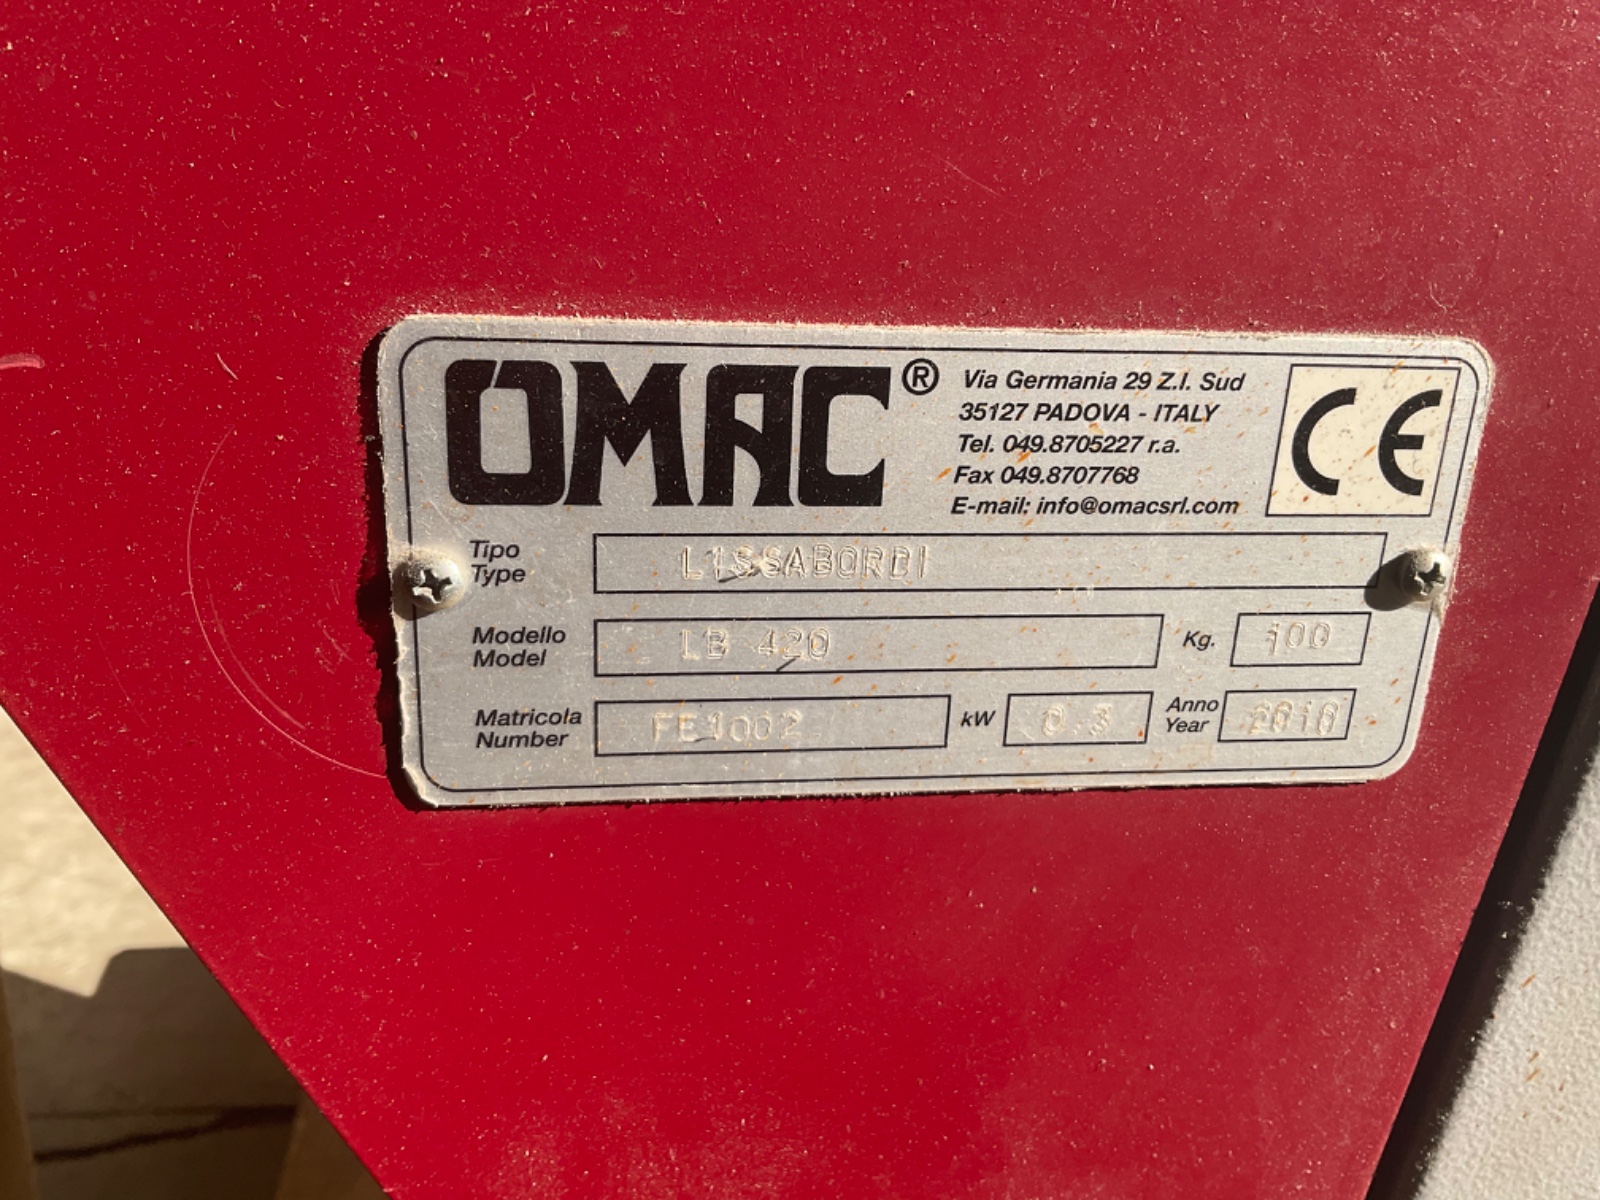 OMAC®
Via Germania 29 Z.I. Sud
35127 PADOVA - ITALY
Tel. 049.8705227 r.a.
Fax 049.8707768
E-mail: info@omacsrl.com
CE
Tipo
Type
LISSABORDI
Modello
Model
LB 420
Kg.
100
Matricola
Number
FE1002
kW
0.3
Anno
Year
2010